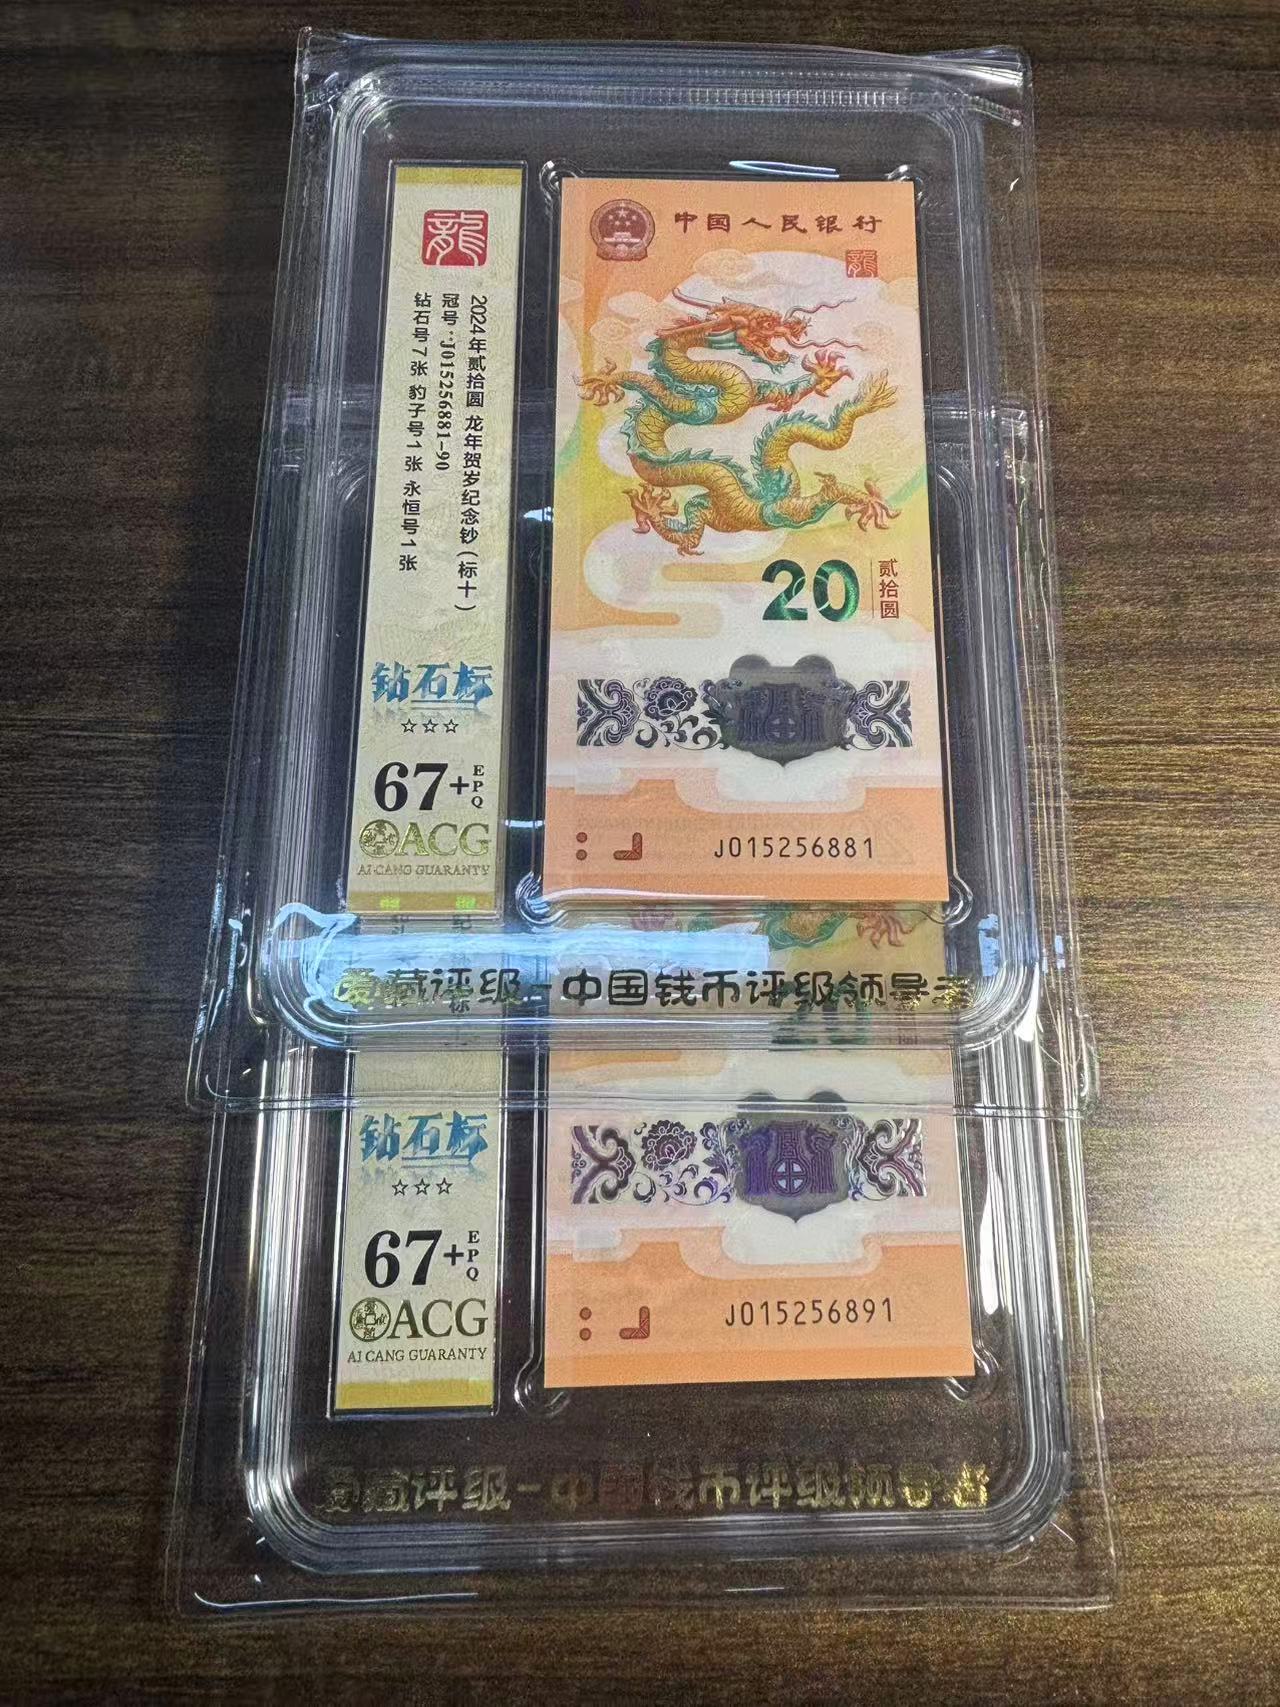 龍
2024年贰拾圆 龙年贺岁纪念钞(标十)
冠号:J015256881-90
钻石号7张 豹子号1张 永恒号1张
钻石标
67+ EPQ
ACG
AI CANG GUARANTY
中国人民银行
龍
20
贰拾圆
J015256881
爱藏评级-中国钱币评级领导者
标
20
钻石标
67+ EPQ
ACG
AI CANG GUARANTY
J015256891
爱藏评级-中国钱币评级领导者